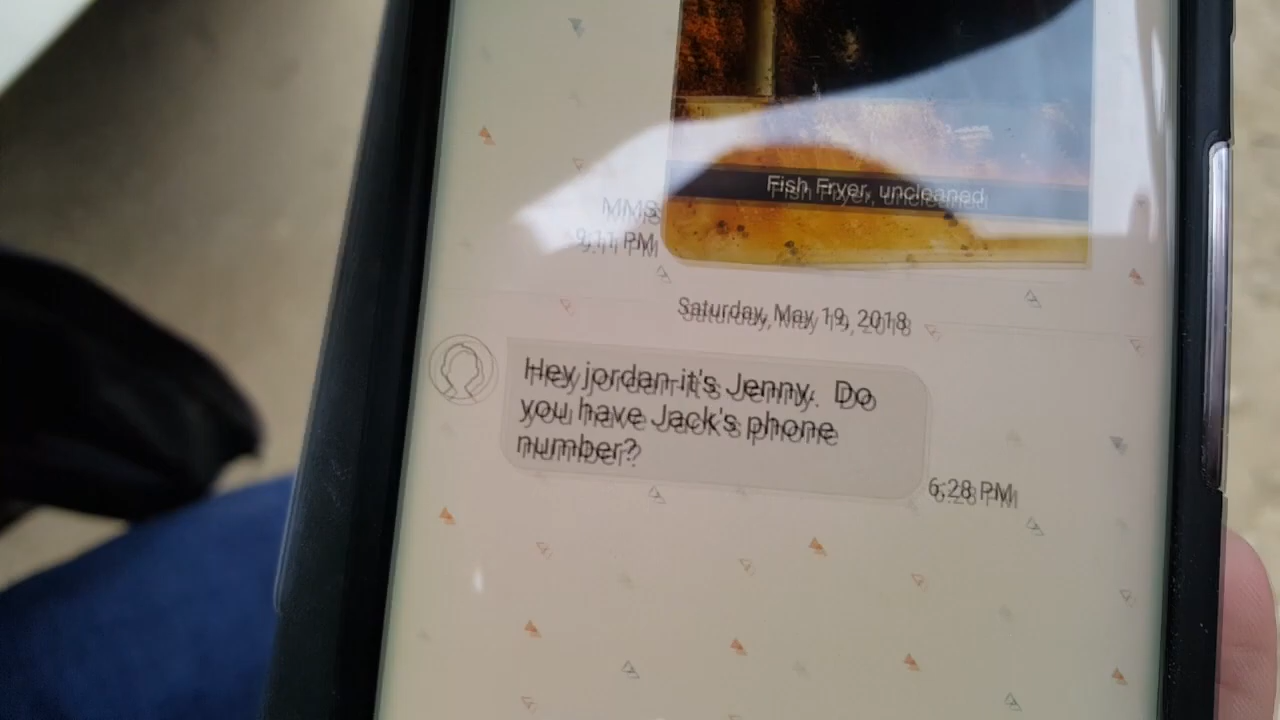 Fish Fryer, uncleaned
MMS
9:11 PM
Saturday, May 19, 2018
Hey jordan it's Jenny.  Do
you have Jack's phone
number?
6:28 PM